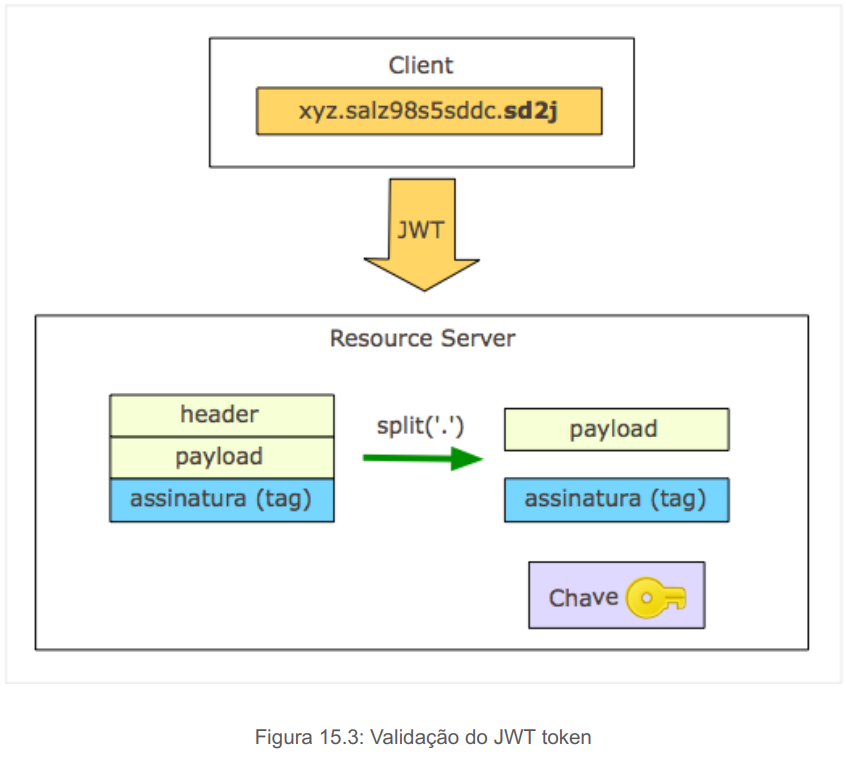 Client
xyz.salz98s5sddc.sd2j
JWT
Resource Server
header
payload
assinatura (tag)
split('.')
payload
assinatura (tag)
Chave
Figura 15.3: Validação do JWT token